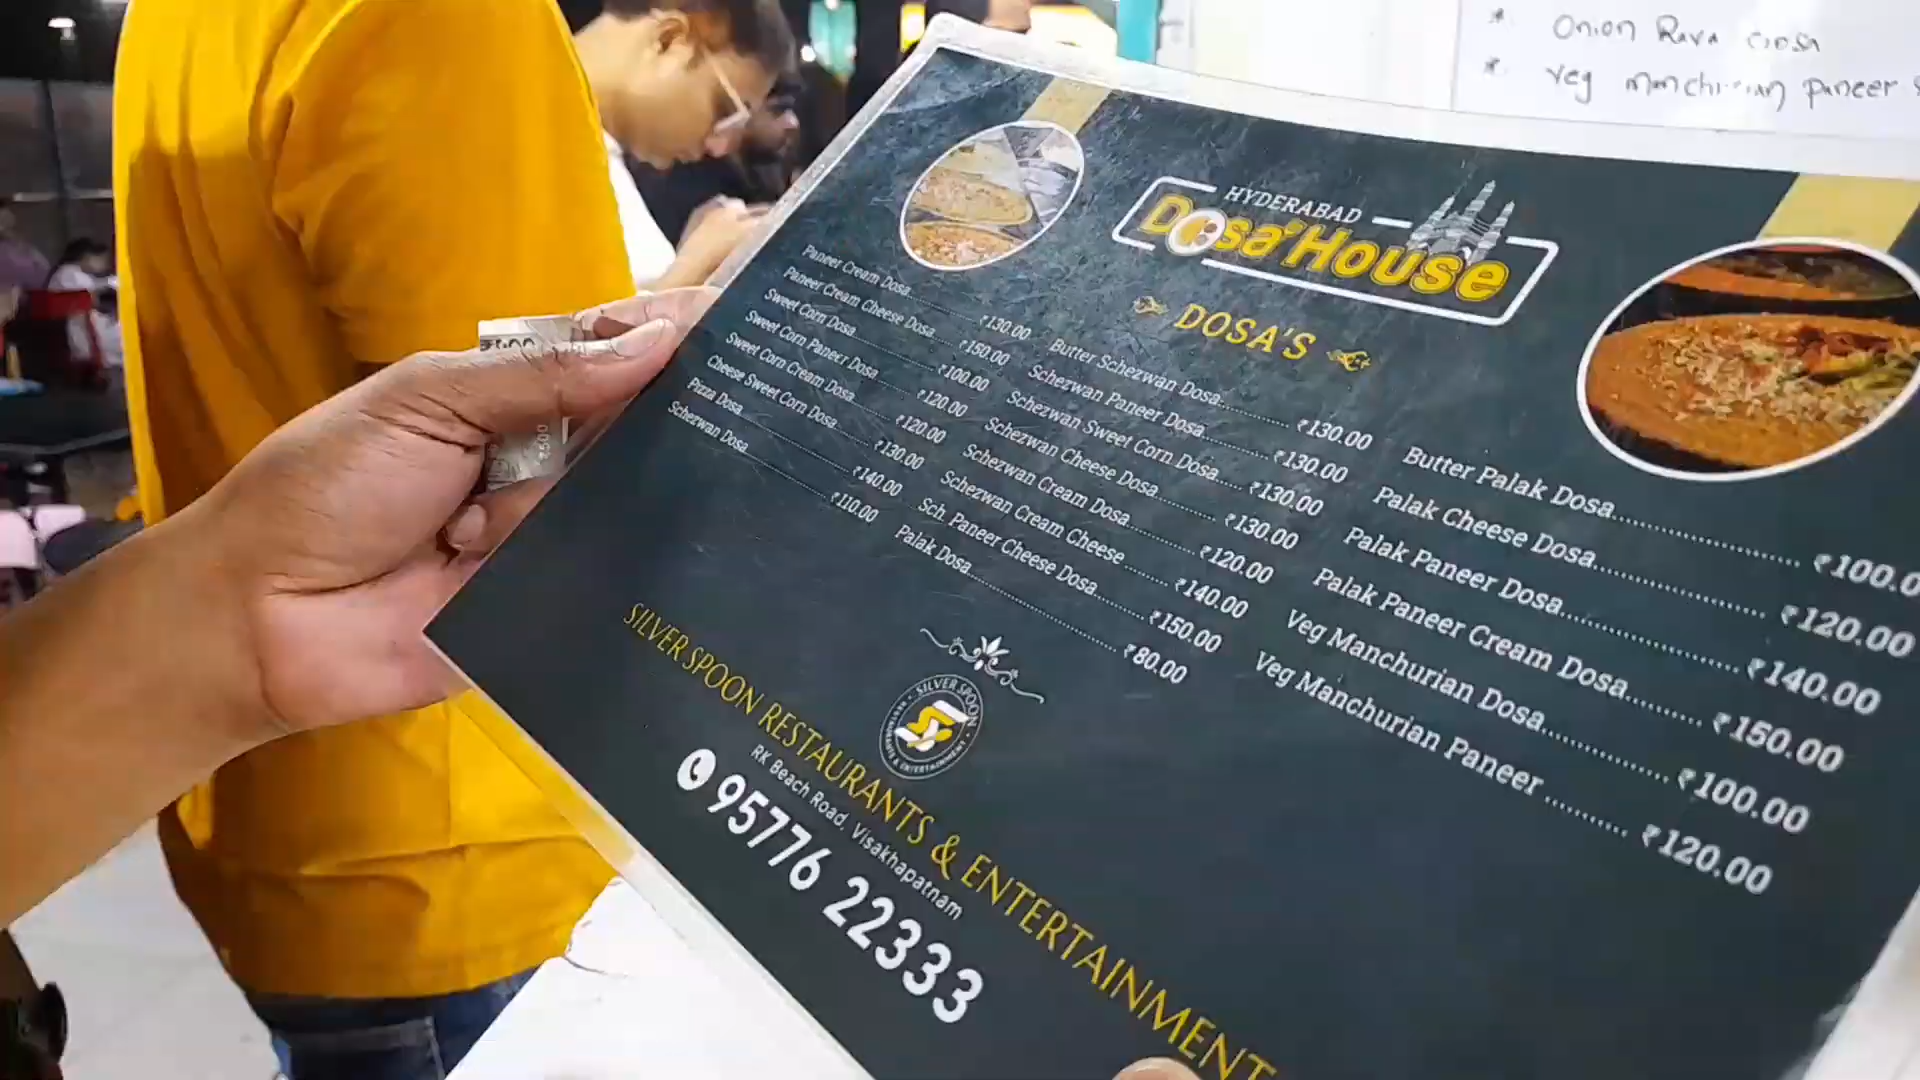 * Onion Rava Dosa
* Veg Manchurian Paneer
HYDERABAD
Dosa'House
DOSA'S
Paneer Cream Dosa ₹130.00
Paneer Cream Cheese Dosa ₹150.00
Sweet Corn Dosa ₹100.00
Sweet Corn Paneer Dosa ₹120.00
Sweet Corn Cream Dosa ₹120.00
Cheese Sweet Corn Dosa ₹130.00
Pizza Dosa ₹140.00
Schezwan Dosa ₹110.00
Butter Schezwan Dosa ₹130.00
Schezwan Paneer Dosa ₹130.00
Schezwan Sweet Corn Dosa ₹130.00
Schezwan Cheese Dosa ₹130.00
Schezwan Cream Dosa ₹120.00
Schezwan Cream Cheese ₹140.00
Sch. Paneer Cheese Dosa ₹150.00
Palak Dosa ₹80.00
Butter Palak Dosa ₹100.0
Palak Cheese Dosa ₹120.00
Palak Paneer Dosa ₹140.00
Palak Paneer Cream Dosa ₹150.00
Veg Manchurian Dosa ₹100.00
Veg Manchurian Paneer ₹120.00
SILVER SPOON
RESTAURANTS & ENTERTAINMENT
SILVER SPOON RESTAURANTS & ENTERTAINMENT
RK Beach Road, Visakhapatnam
95776 22333
₹500
₹500